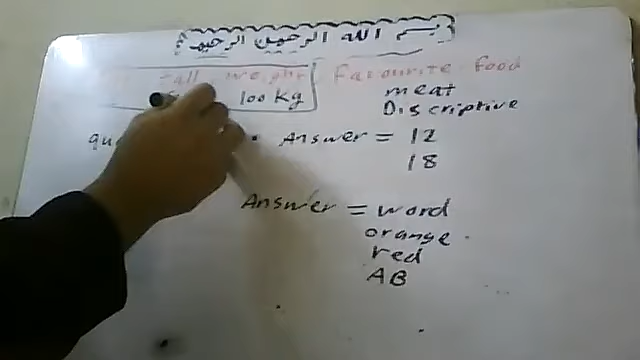 بسم الله الرحمن الرحيم
tall weight Favourite Food
100 Kg meat
Discriptive
Answer = 12
18
Answer = word
orange
red
AB